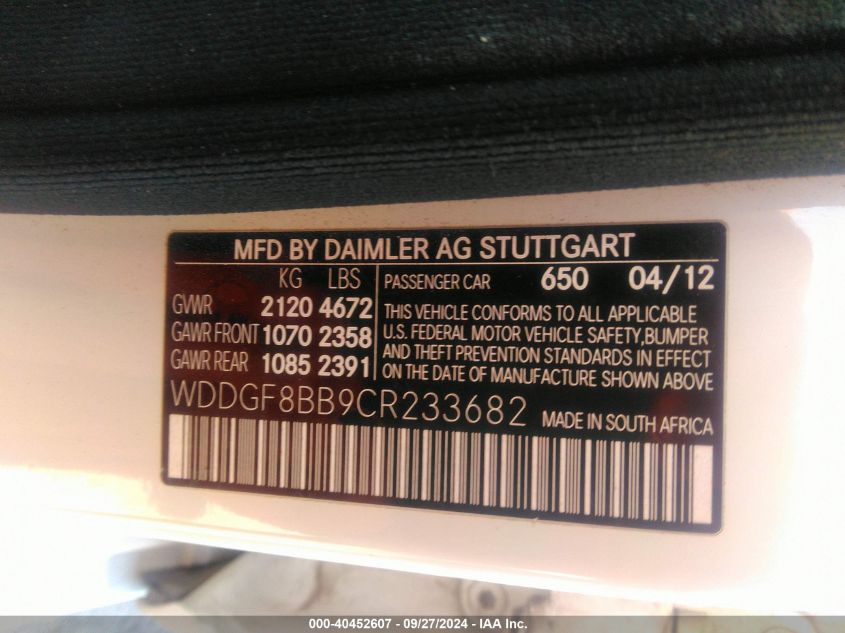 MFD BY DAIMLER AG STUTTGART
KG LBS
GVWR 2120 4672
GAWR FRONT 1070 2358
GAWR REAR 1085 2391
PASSENGER CAR 650 04/12
THIS VEHICLE CONFORMS TO ALL APPLICABLE
U.S. FEDERAL MOTOR VEHICLE SAFETY,BUMPER
AND THEFT PREVENTION STANDARDS IN EFFECT
ON THE DATE OF MANUFACTURE SHOWN ABOVE
WDDGF8BB9CR233682 MADE IN SOUTH AFRICA
000-40452607 - 09/27/2024 - IAA Inc.